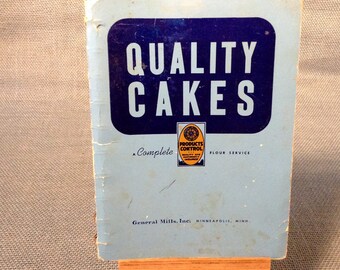 QUALITY
CAKES
a Complete
PRODUCTS
CONTROL
FLOUR SERVICE
General Mills, Inc. MINNEAPOLIS, MINN.